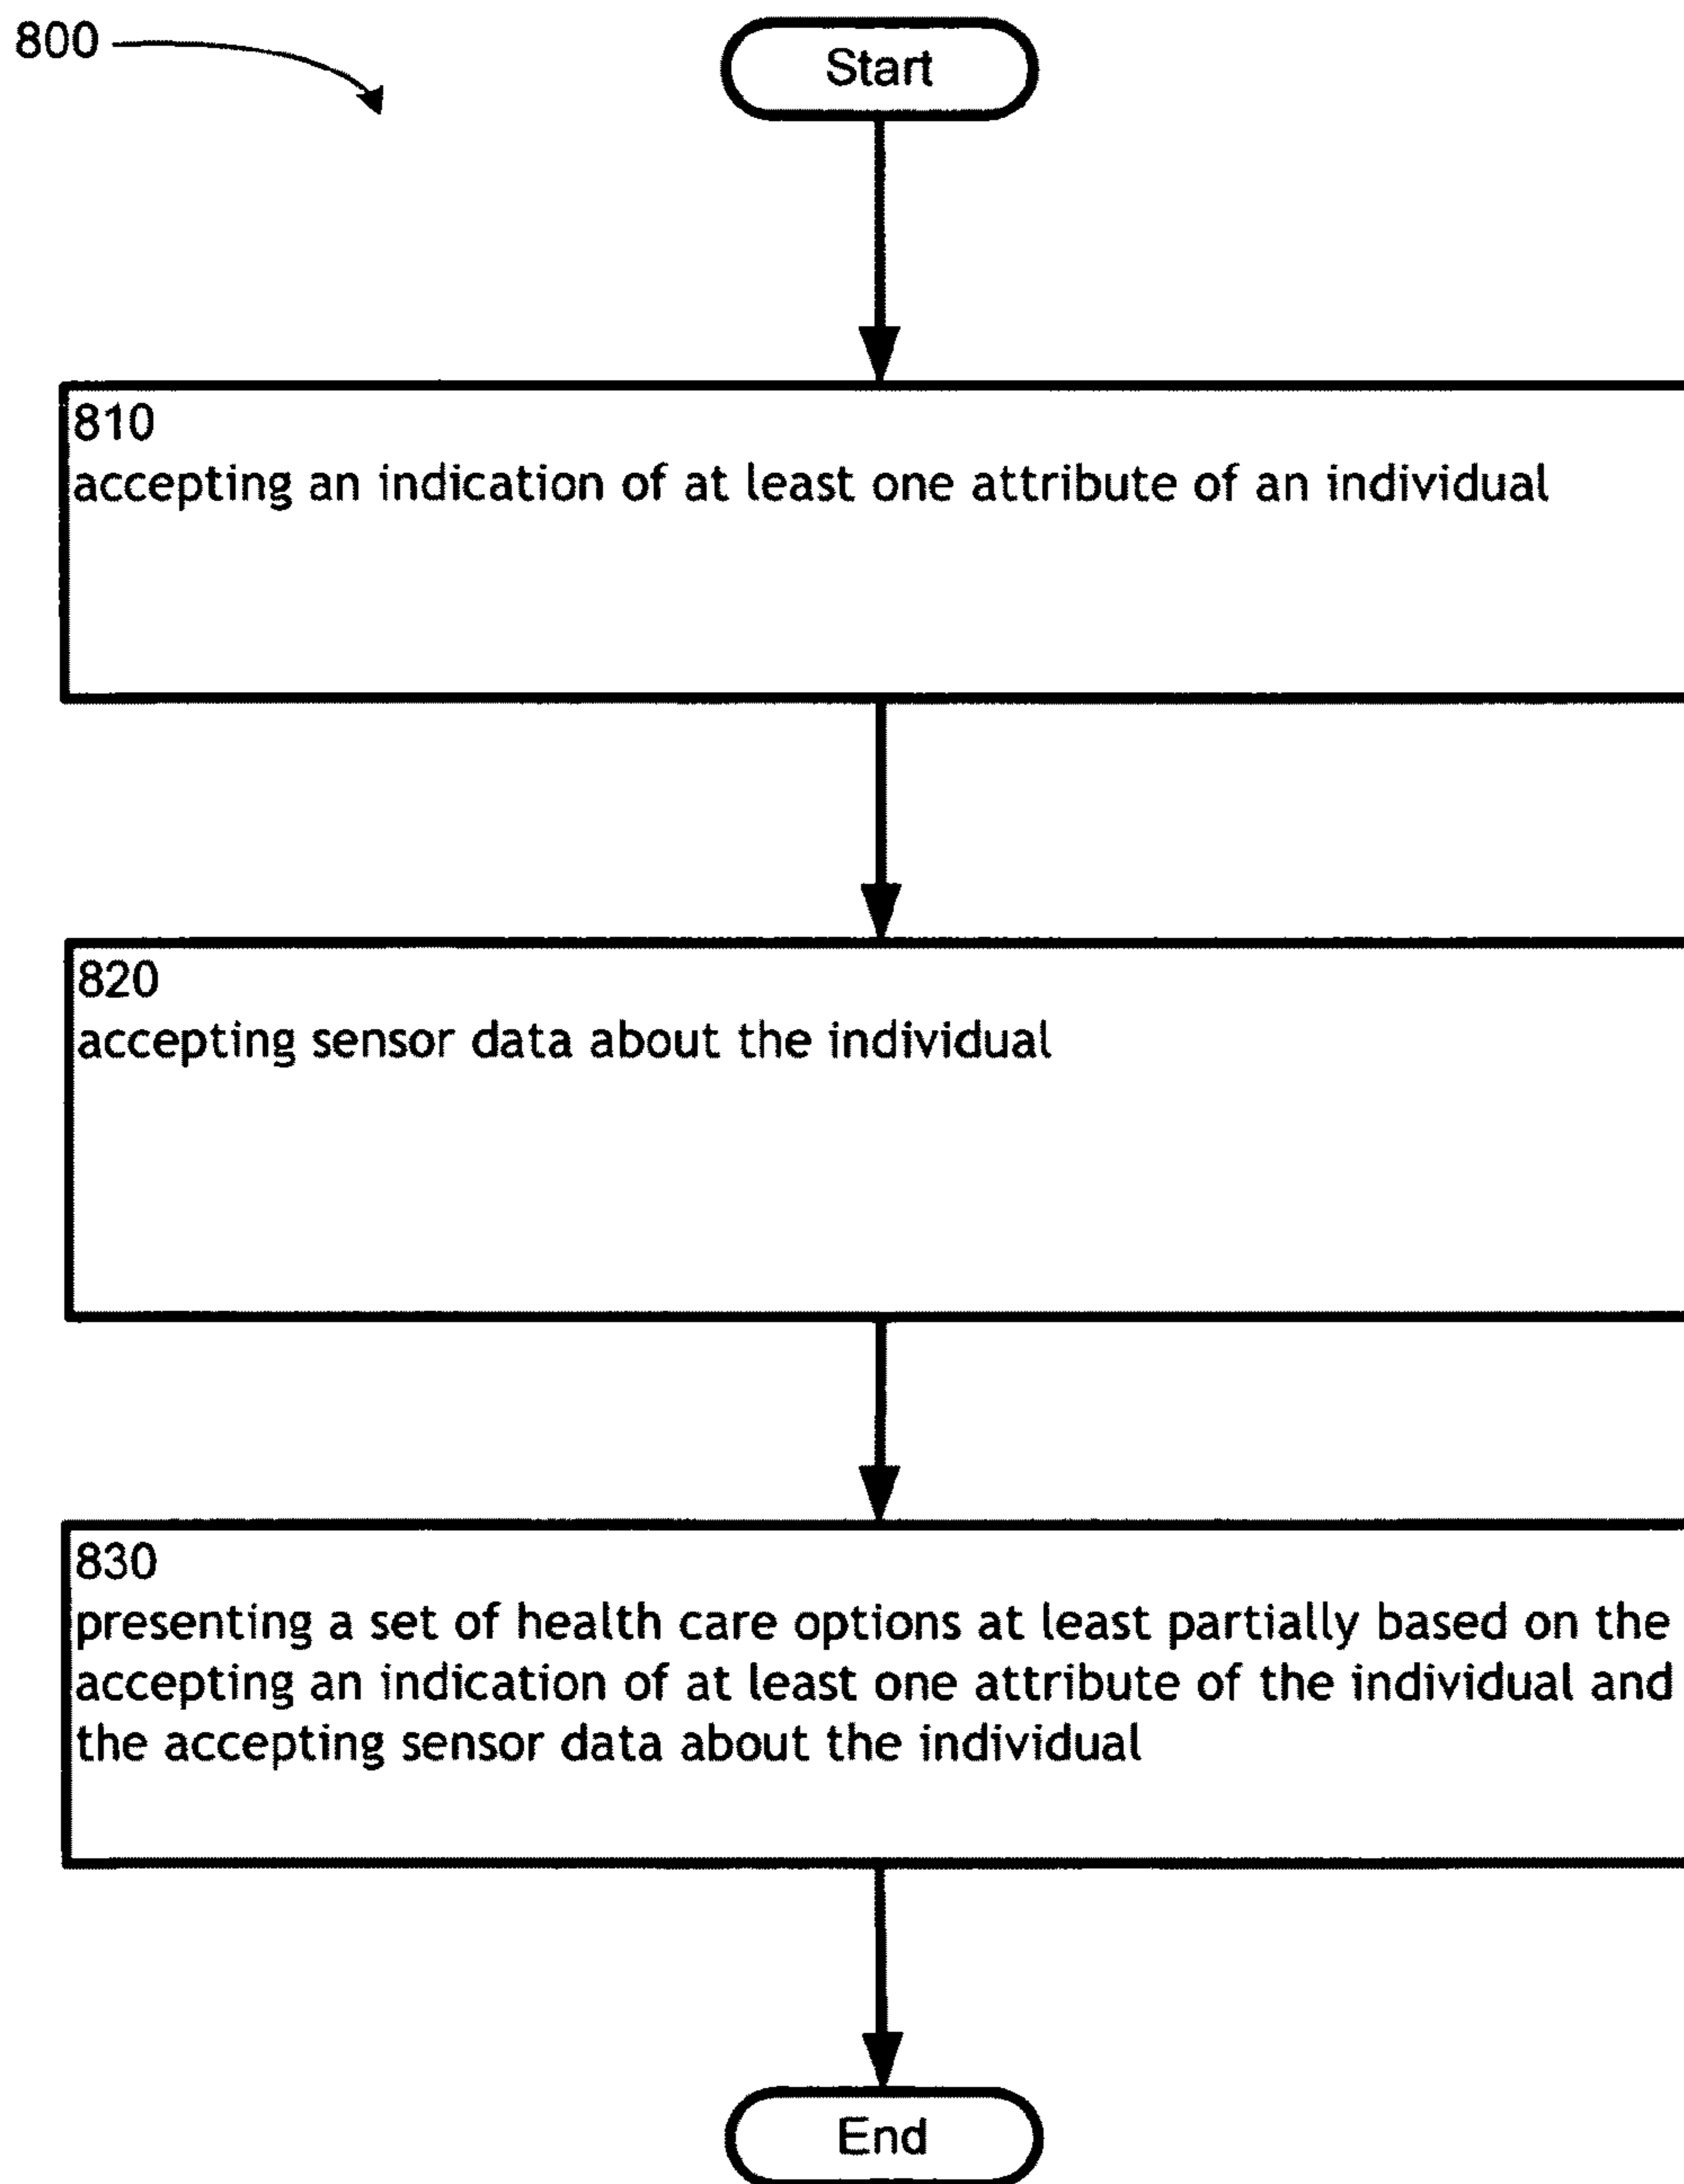 800
Start
810
accepting an indication of at least one attribute of an individual
820
accepting sensor data about the individual
830
presenting a set of health care options at least partially based on the
accepting an indication of at least one attribute of the individual and
the accepting sensor data about the individual
End